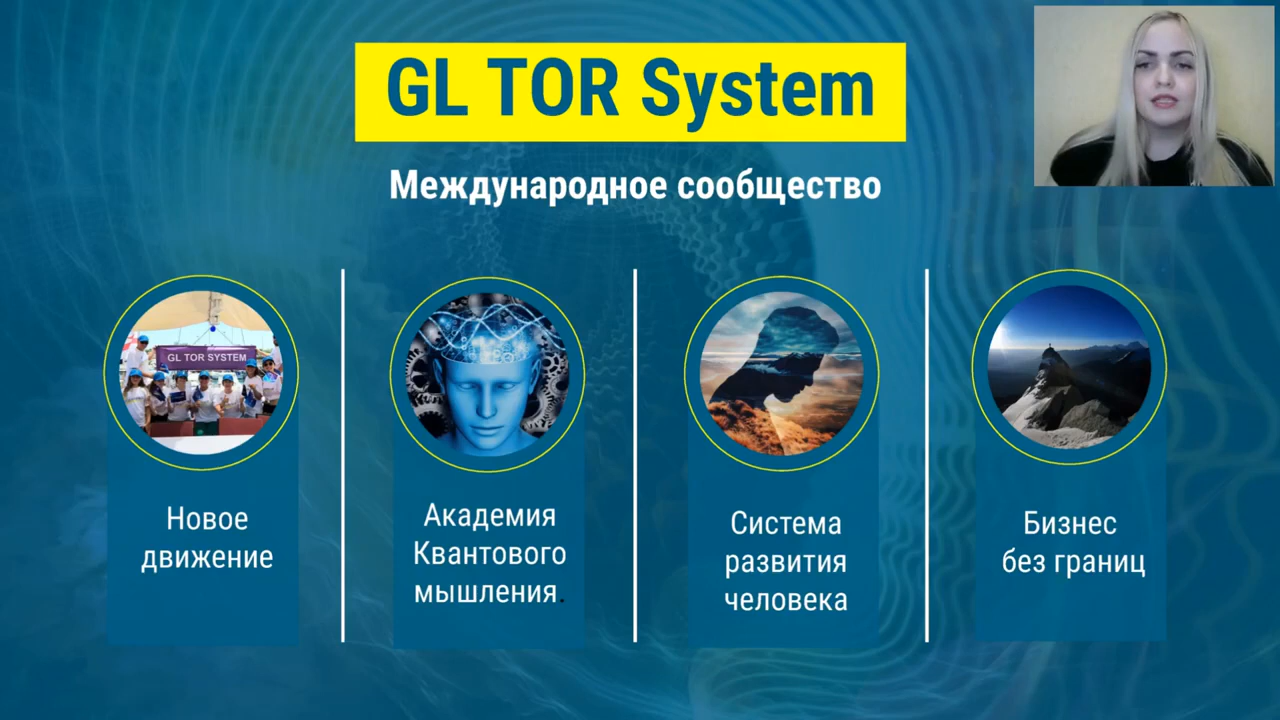 GL TOR System
Международное сообщество
GL TOR SYSTEM
Новое
движение
Академия
Квантового
мышления.
Система
развития
человека
Бизнес
без границ